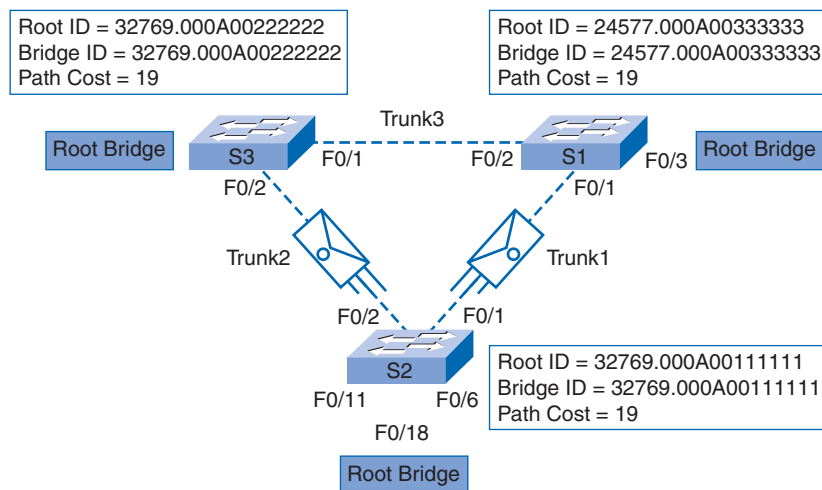 Root ID = 32769.000A00222222
Bridge ID = 32769.000A00222222
Path Cost = 19
Root ID = 24577.000A00333333
Bridge ID = 24577.000A00333333
Path Cost = 19
Trunk3
Root Bridge
S3
F0/1
F0/2
S1
F0/3
Root Bridge
F0/2
F0/1
Trunk2
Trunk1
F0/2
F0/1
S2
F0/11
F0/6
F0/18
Root ID = 32769.000A00111111
Bridge ID = 32769.000A00111111
Path Cost = 19
Root Bridge